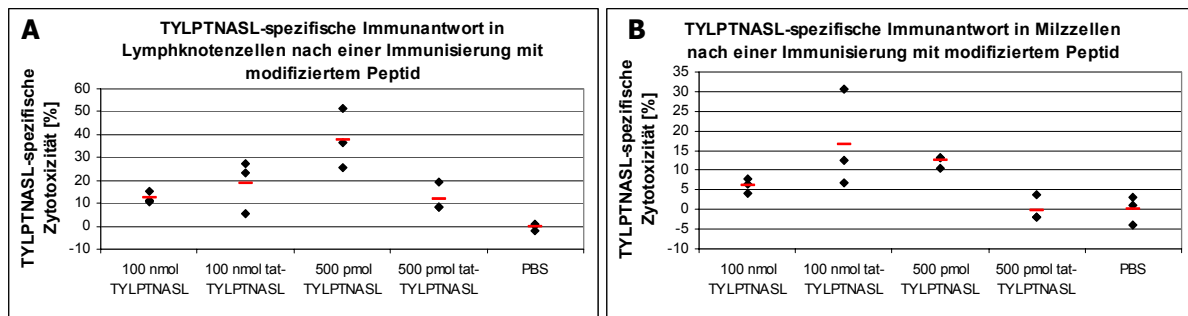 A
TYLPTNASL-spezifische Immunantwort in
Lymphknotenzellen nach einer Immunisierung mit
modifiziertem Peptid
TYLPTNASL-spezifische
Zytotoxizität [%]
60
50
40
30
20
10
0
-10
100 nmol
TYLPTNASL
100 nmol tat-
TYLPTNASL
500 pmol
TYLPTNASL
500 pmol tat-
TYLPTNASL
PBS
B
TYLPTNASL-spezifische Immunantwort in Milzzellen
nach einer Immunisierung mit modifiziertem Peptid
TYLPTNASL-spezifische
Zytotoxizität [%]
35
30
25
20
15
10
5
0
-5
-10
100 nmol
TYLPTNASL
100 nmol tat-
TYLPTNASL
500 pmol
TYLPTNASL
500 pmol tat-
TYLPTNASL
PBS